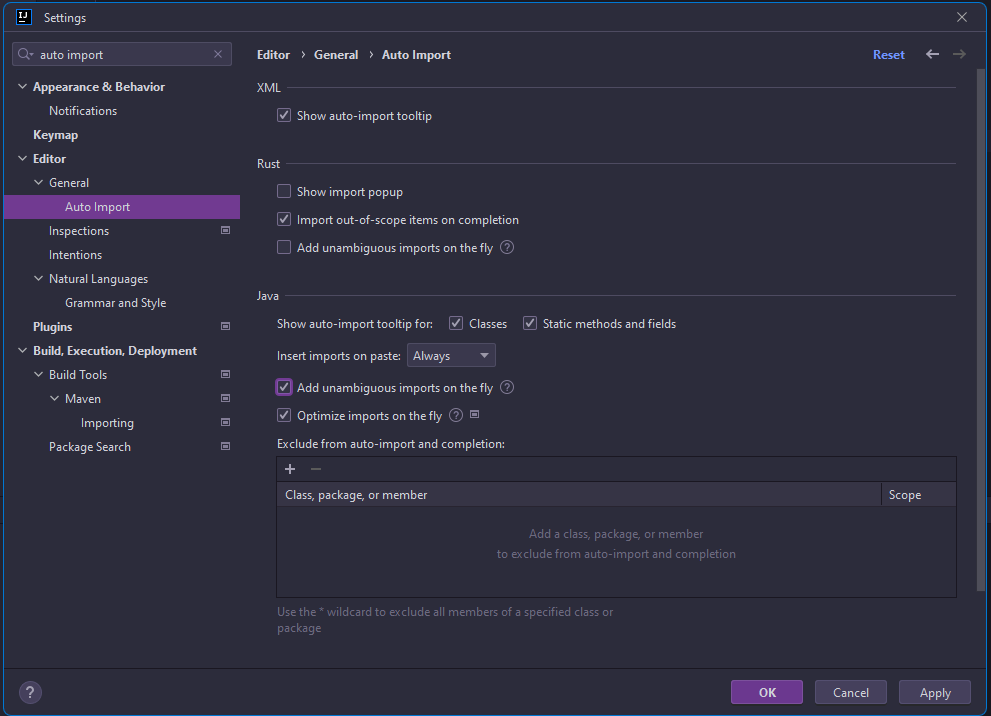 IJ Settings
auto import
Editor › General › Auto Import
Reset
Appearance & Behavior
Notifications
Keymap
Editor
General
Auto Import
Inspections
Intentions
Natural Languages
Grammar and Style
Plugins
Build, Execution, Deployment
Build Tools
Maven
Importing
Package Search
XML
Show auto-import tooltip
Rust
Show import popup
Import out-of-scope items on completion
Add unambiguous imports on the fly ?
Java
Show auto-import tooltip for: Classes Static methods and fields
Insert imports on paste: Always
Add unambiguous imports on the fly ?
Optimize imports on the fly ?
Exclude from auto-import and completion:
+ −
Class, package, or member Scope
Add a class, package, or member
to exclude from auto-import and completion
Use the * wildcard to exclude all members of a specified class or
package
? OK Cancel Apply